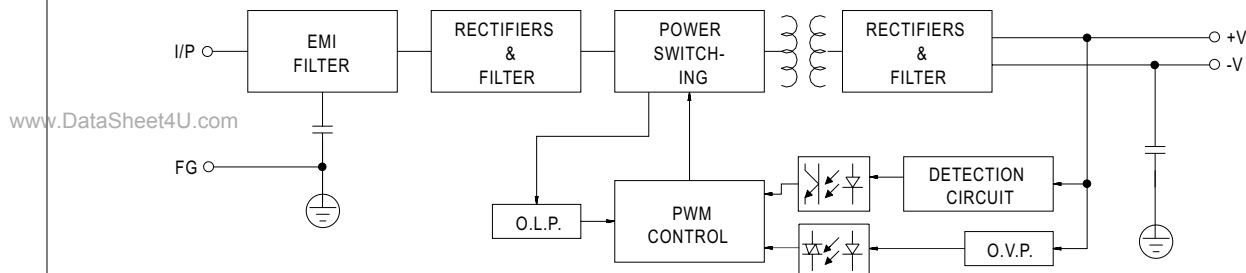 I/P
EMI
FILTER
RECTIFIERS
&
FILTER
POWER
SWITCH-
ING
RECTIFIERS
&
FILTER
+V
-V
www.DataSheet4U.com
FG
O.L.P.
PWM
CONTROL
DETECTION
CIRCUIT
O.V.P.